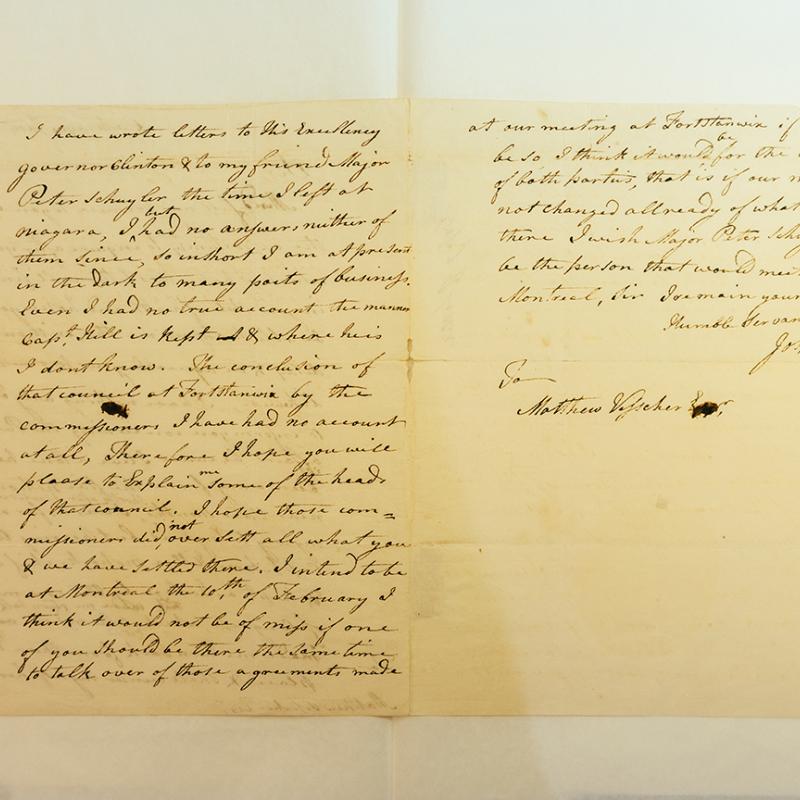 I have wrote letters to His Excellency
governor Clinton & to my friend Major
Peter Schuyler the time I left at
niagara, I but had no answers neither of
them since, so in short I am at present
in the dark to many parts of business.
Even I had no true account the manner
Capt. Hill is Kept & where he is
I dont know. The conclusion of
that council at Fortstanwix by the
commissioners I have had no account
at all, Therefore I hope you will
please to Explain me some of the heads
of that council. I hope those com=
missioners did not over sett all what you
& we have settled there. I intend to be
at Montreal the 10th of February I
think it would not be of miss if one
of you should be there the same time
to talk over of those agreements made
at our meeting at Fortstanwix if
be so I think it would be for the
of both parties, that is if our
not changed allready of what
there I wish Major Peter Schuy
be the person that would meet
Montreal, Sir I remain your
Humble Servan
To
Matthew Visscher Esqr,